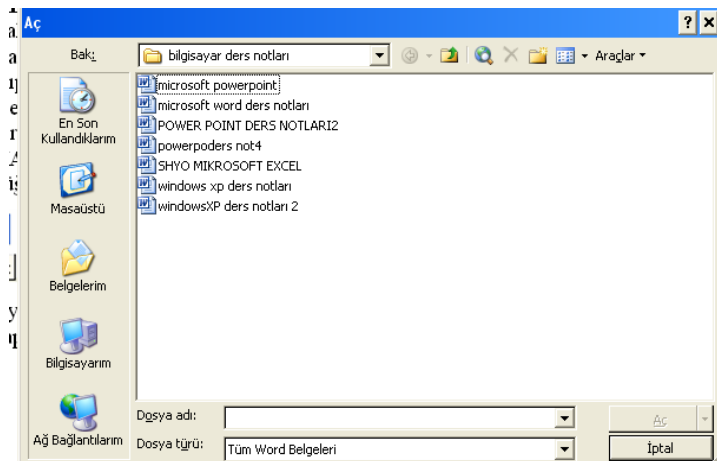 Aç
Bak:
bilgisayar ders notları
Araçlar
En Son
Kullandıklarım
Masaüstü
Belgelerim
Bilgisayarım
Ağ Bağlantılarım
microsoft powerpoint
microsoft word ders notları
POWER POINT DERS NOTLARI2
powerpoders not4
SHYO MIKROSOFT EXCEL
windows xp ders notları
windowsXP ders notları 2
Dosya adı:
Aç
Dosya türü:
Tüm Word Belgeleri
İptal